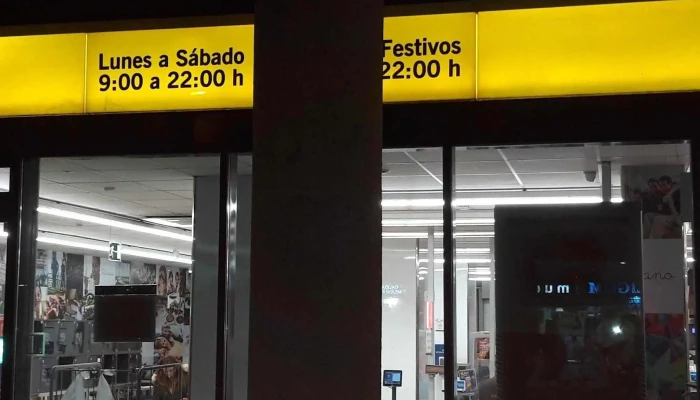 Lunes a Sábado
9:00 a 22:00 h
Festivos
22:00 h